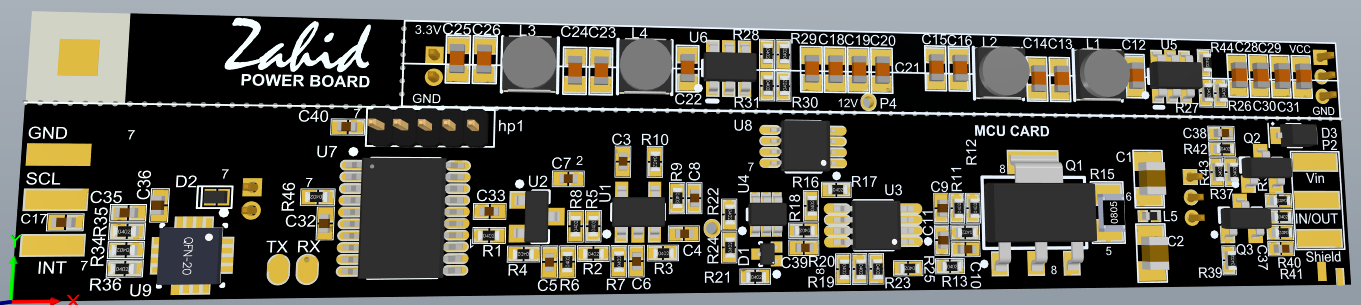 Zahid
POWER BOARD
3.3V
GND
C25 C26
L3
C24 C23
L4
U6
R28
C22
R31
R29 C18 C19 C20
R30
12V
P4
C21
C15 C16
L2
C14 C13
L1
C12
U5
R27
R44 C28 C29
VCC
R26 C30 C31
GND
GND
7
SCL
C17
INT 7
C35
R35
R34
R36
C36
D2
7
QFN-20
U9
TX RX
R46
7
C32
C40
7
hp1
U7
C33
R1
U2
R4
C7 2
R8
R5
C5 R6
R2
C3
R10
U1
R7 C6
R3
R9
C8
C4
R22
R24
R21
7
U4
D1
U8
R16
R18
C39
R17
U3
R20
R19
R23
C9
R11
R12
C11
R25
R13
C10
MCU CARD
8
Q1
8
R15
0805
5
C1
6
L5
C2
C38
R42
R43
R37
Q2
Q3
R39
C37
D3
P2
Vin
IN/OUT
Shield
R40
R41